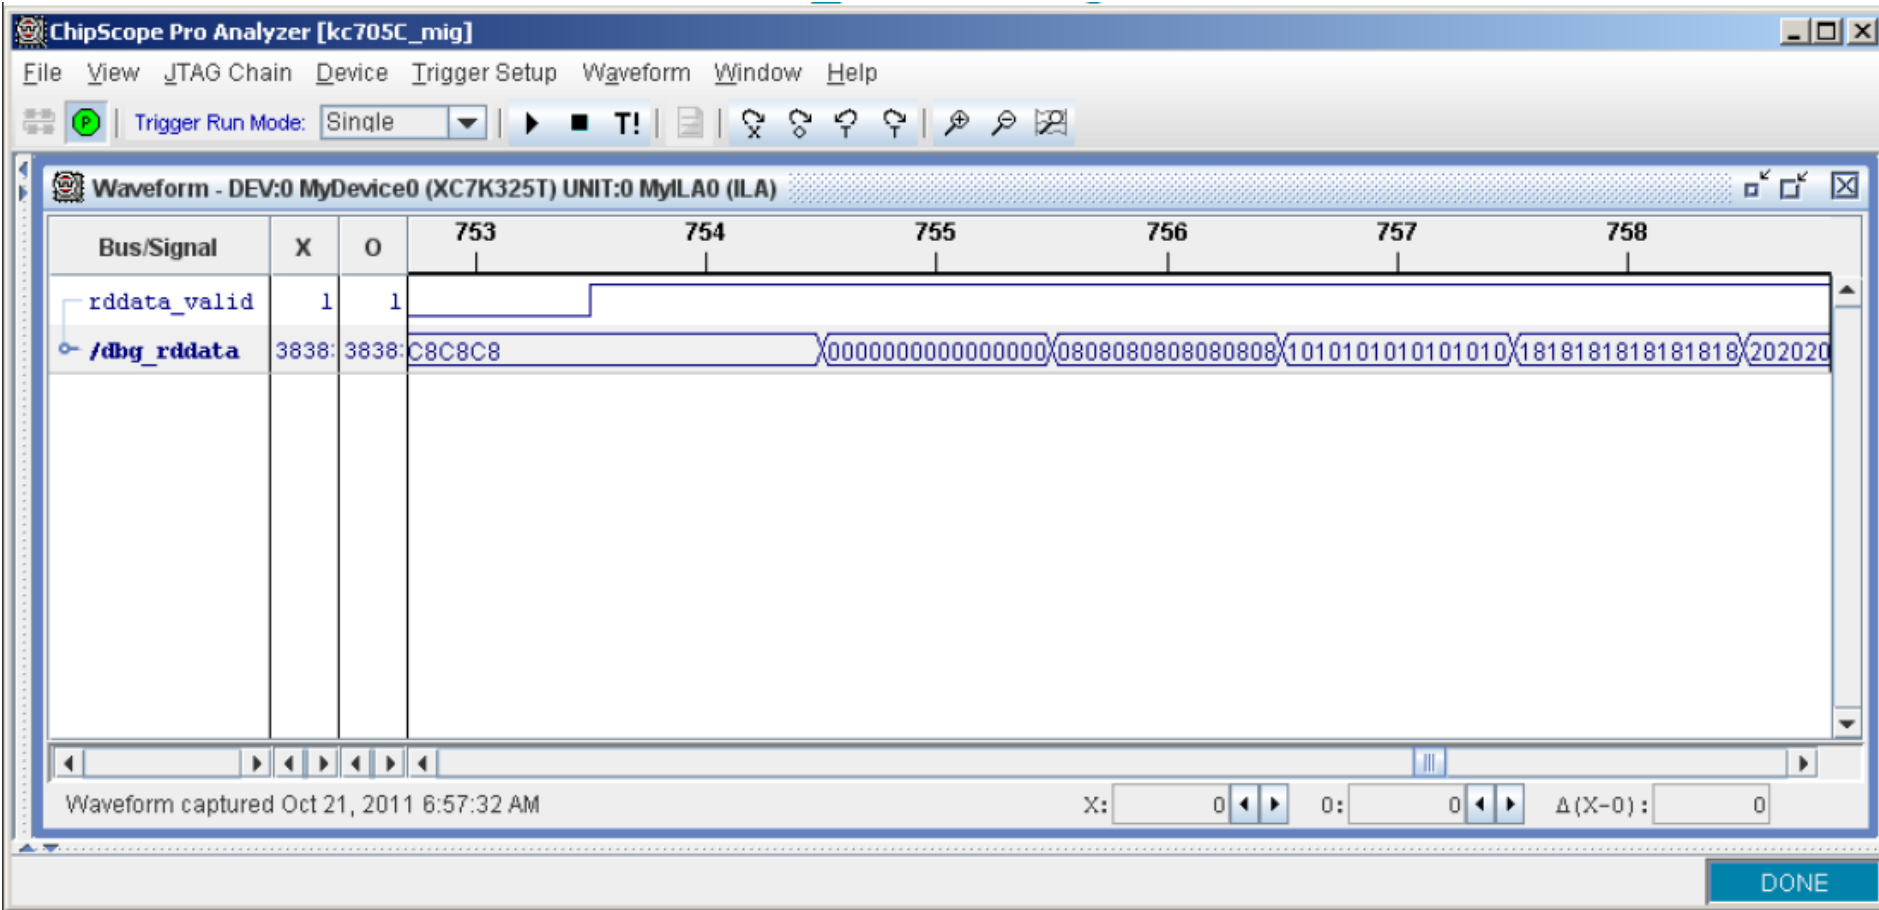 ChipScope Pro Analyzer [kc705C_mig]
File View JTAG Chain Device Trigger Setup Waveform Window Help
Trigger Run Mode: Single T!
Waveform - DEV:0 MyDevice0 (XC7K325T) UNIT:0 MyILA0 (ILA)
Bus/Signal X O 753 754 755 756 757 758
rddata_valid 1 1
/dbg_rddata 3838: 3838: C8C8C8 0000000000000000 0808080808080808 1010101010101010 1818181818181818 202020
Waveform captured Oct 21, 2011 6:57:32 AM X: 0 O: 0 Δ(X-O): 0
DONE